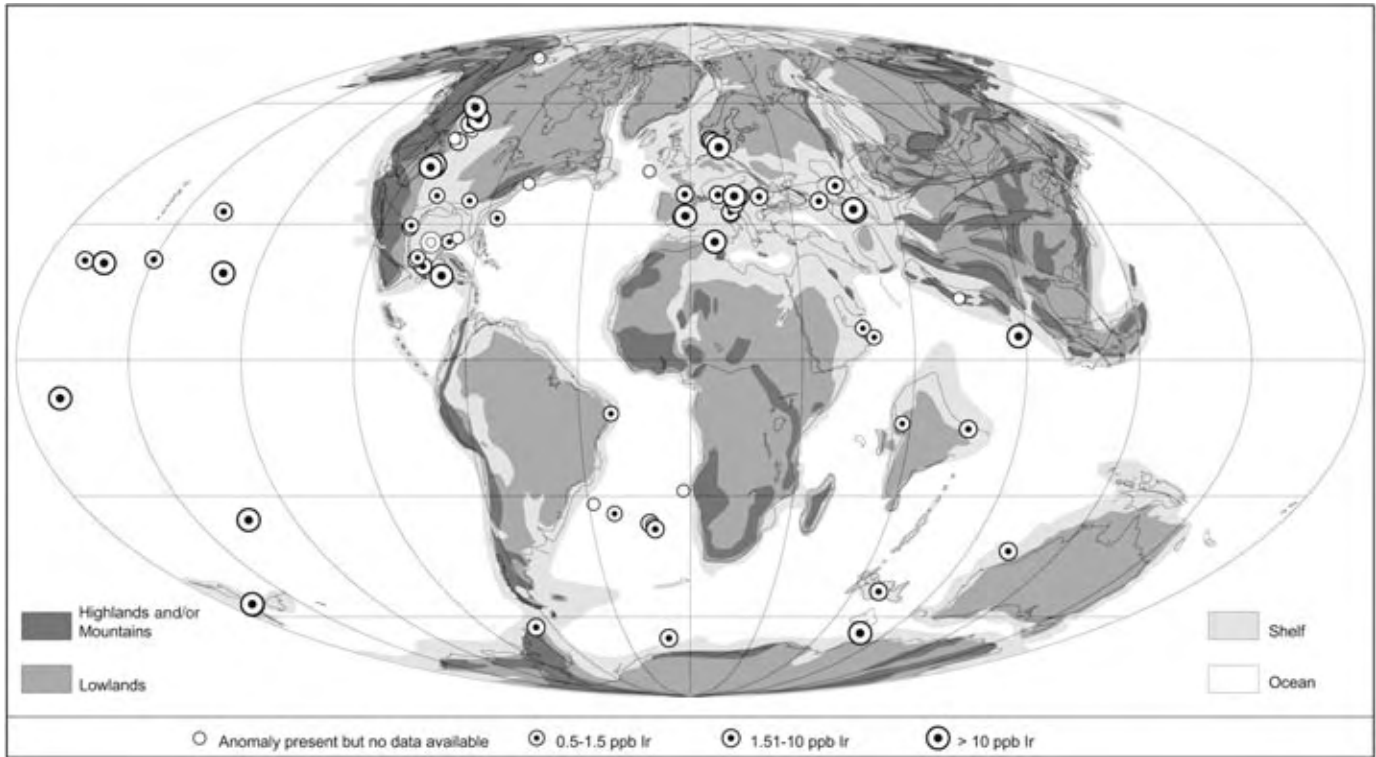 Highlands and/or
Mountains
Lowlands
Shelf
Ocean
Anomaly present but no data available
0.5-1.5 ppb Ir
1.51-10 ppb Ir
> 10 ppb Ir